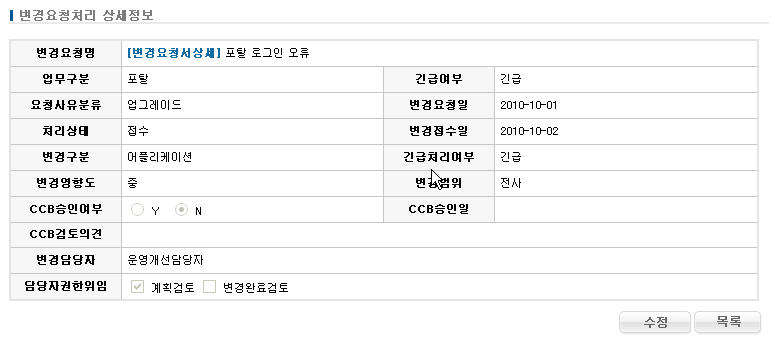 변경요청처리 상세정보
변경요청명 [변경요청서상세] 포탈 로그인 오류
업무구분 포탈 긴급여부 긴급
요청사유분류 업그레이드 변경요청일 2010-10-01
처리상태 접수 변경접수일 2010-10-02
변경구분 어플리케이션 긴급처리여부 긴급
변경영향도 중 변경범위 전사
CCB승인여부 Y N CCB승인일
CCB검토의견
변경담당자 운영개선담당자
담당자권한위임 계획검토 변경완료검토
수정 목록